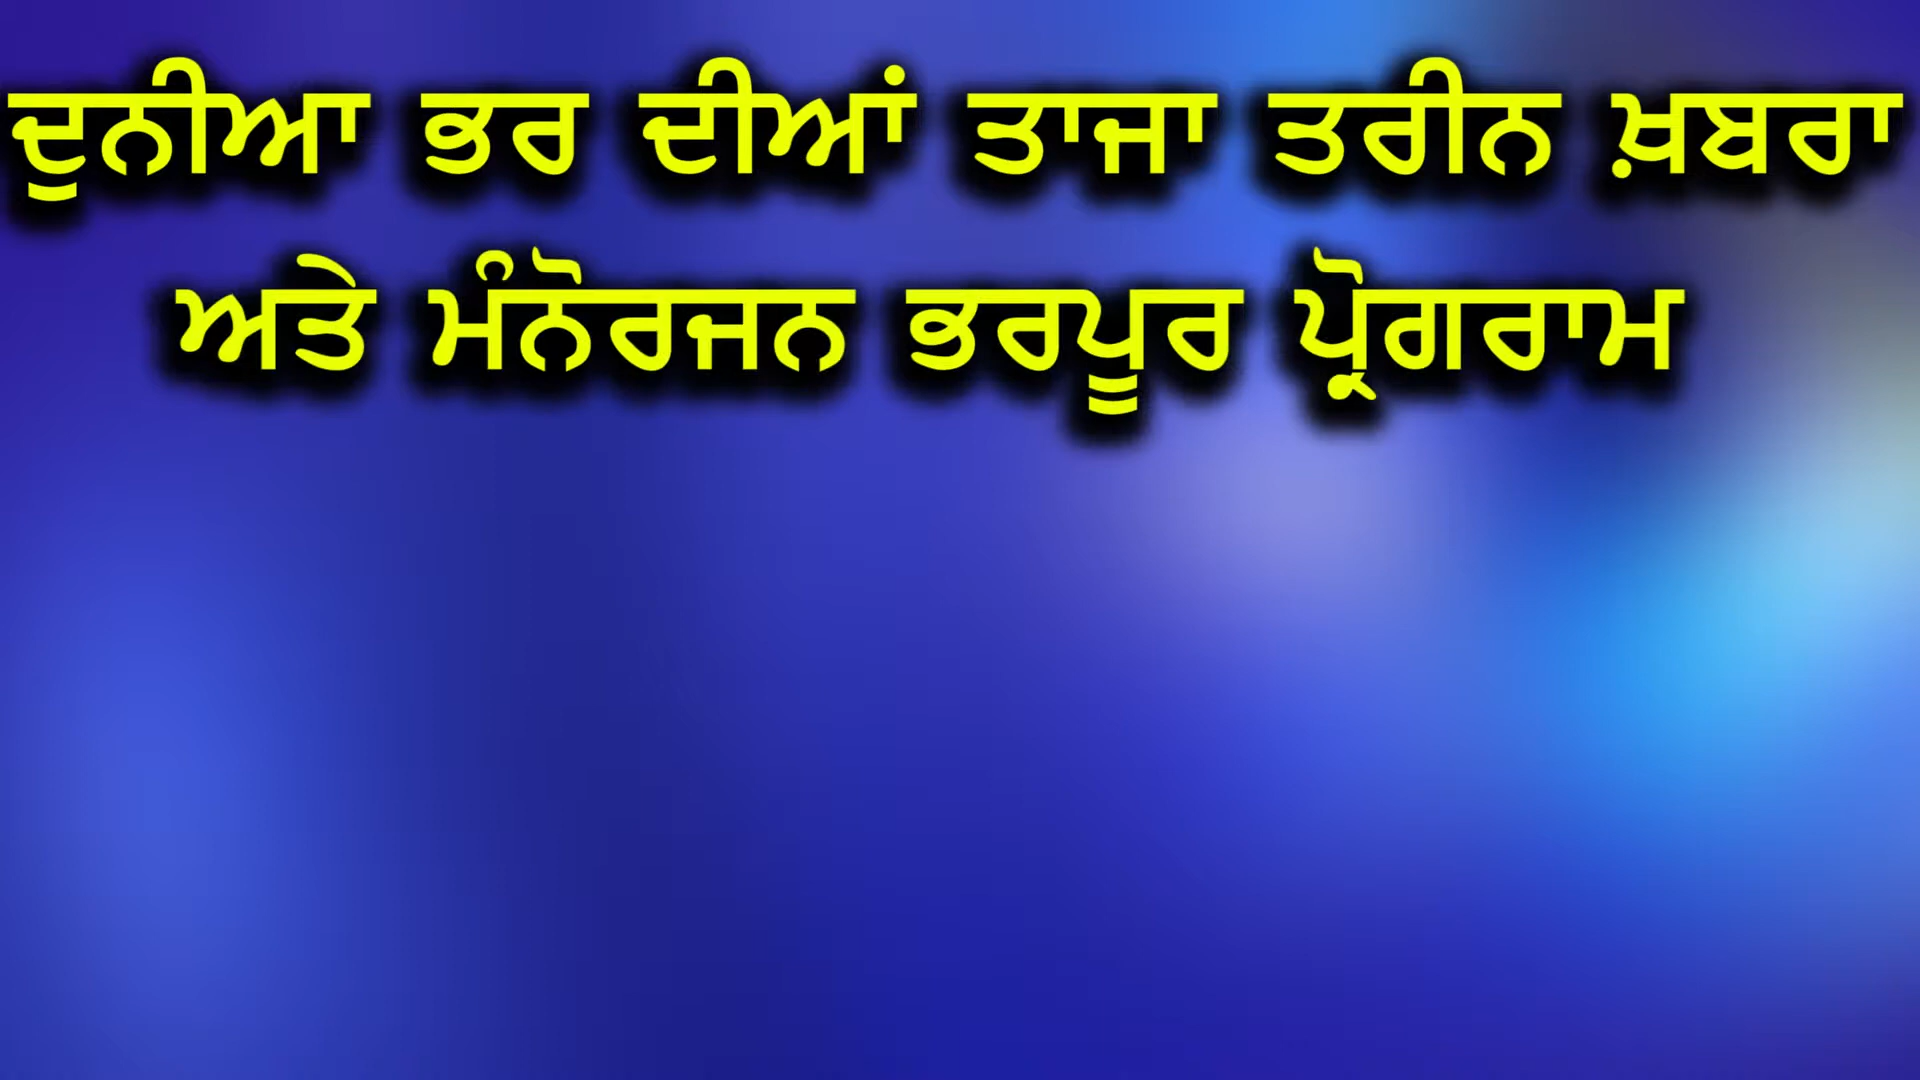 ਦੁਨੀਆ ਭਰ ਦੀਆਂ ਤਾਜਾ ਤਰੀਨ ਖ਼ਬਰਾ
ਅਤੇ ਮੰਨੋਰਜਨ ਭਰਪੂਰ ਪ੍ਰੋਗਰਾਮ